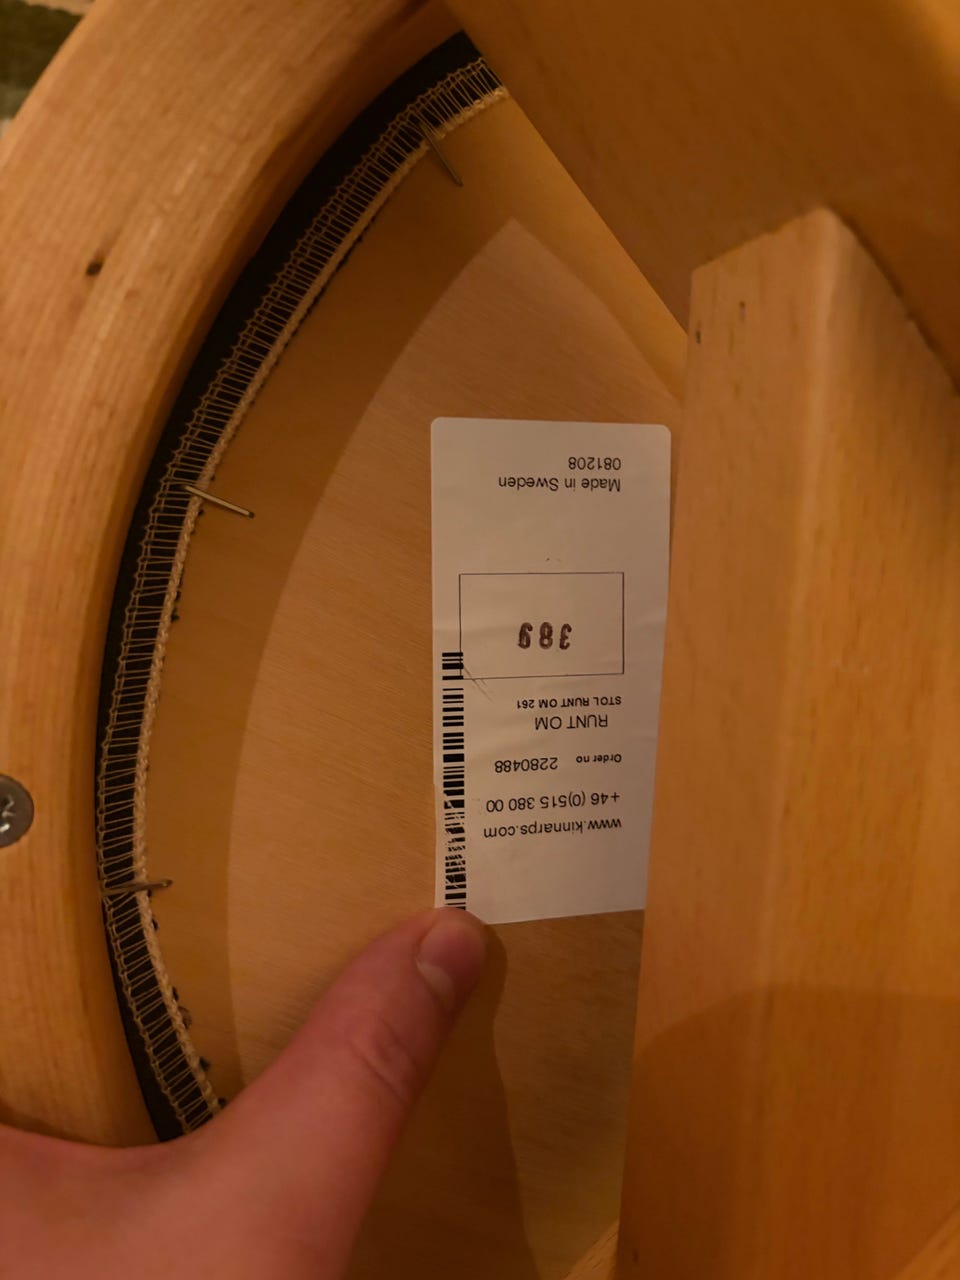 www.kinnarps.com
+46 (0)515 380 00
Order no 2280488
RUNT OM
STOL RUNT OM 261
389
Made in Sweden
081208